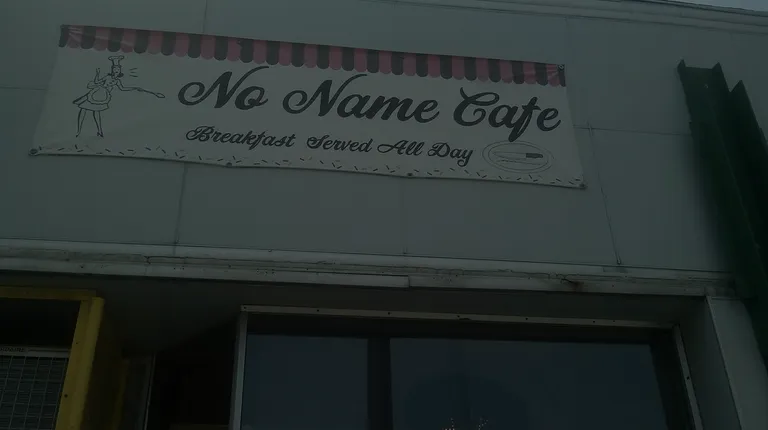 No Name Cafe
Breakfast Served All Day